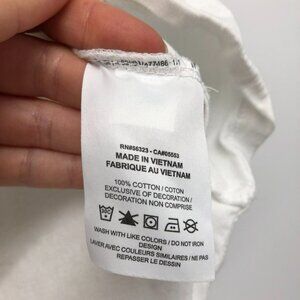 RN#56323 - CA#05553
MADE IN VIETNAM
FABRIQUE AU VIETNAM
100% COTTON / COTON
EXCLUSIVE OF DECORATION /
DECORATION NON COMPRISE
WASH WITH LIKE COLORS / DO NOT IRON
DESIGN
LAVER AVEC COULEURS SIMILAIRES / NE PAS
REPASSER LE DESSIN